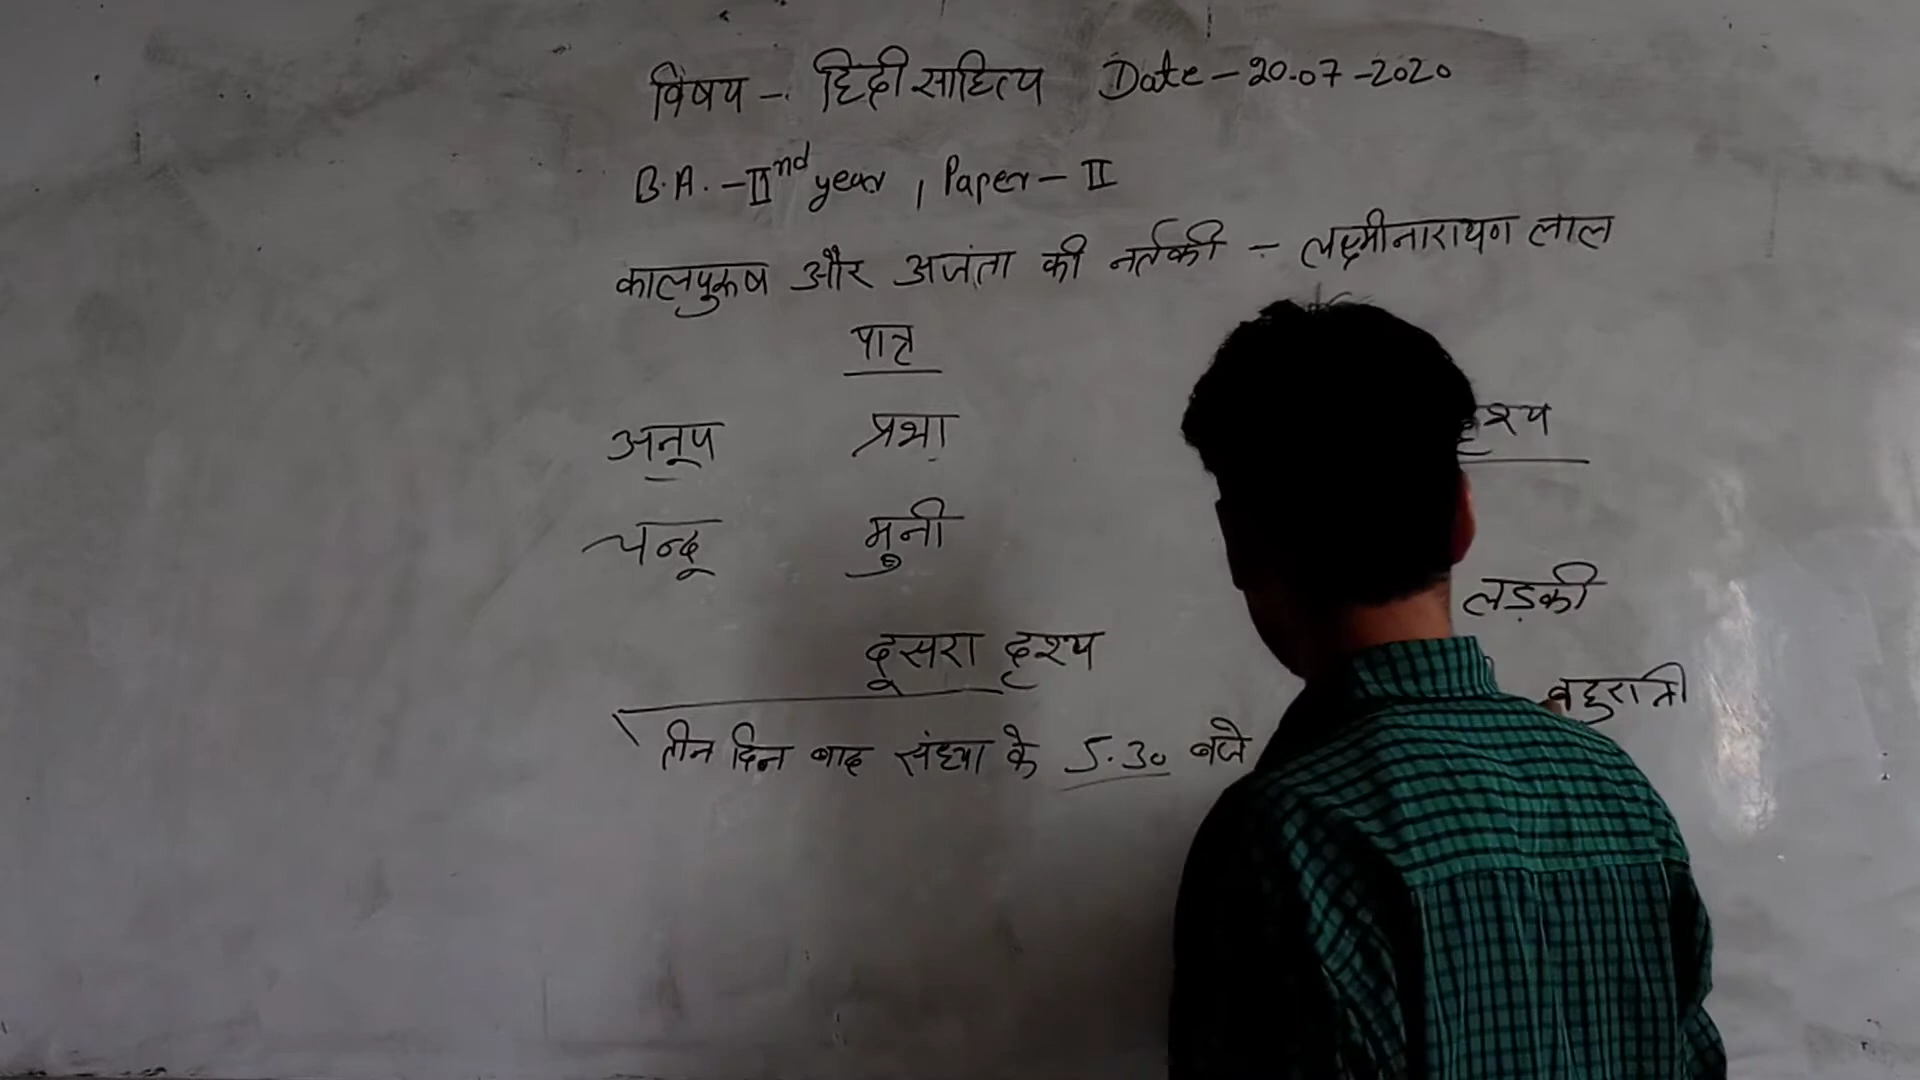 विषय -. हिंदी साहित्य Date - 20.07-2020
B.A. - IInd year , Paper - II
कालपुरूष और अजंता की नर्तकी - लक्ष्मीनारायण लाल
पात्र
अनूप प्रभा
चन्दू मुनी
दूसरा दृश्य
तीन दिन बाद संध्या के 5.30 बजे
दृश्य
लड़की